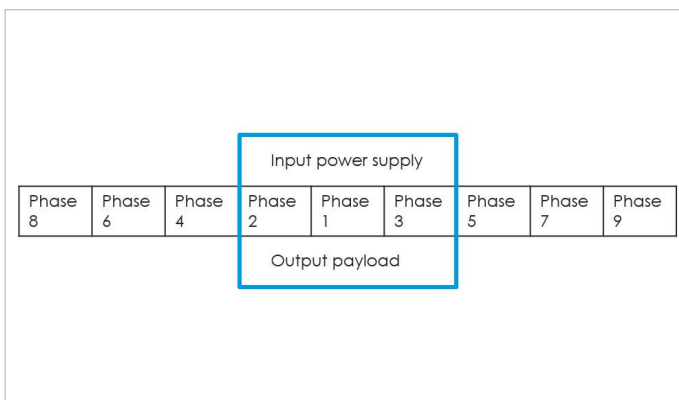 Input power supply
Phase 8
Phase 6
Phase 4
Phase 2
Phase 1
Phase 3
Phase 5
Phase 7
Phase 9
Output payload